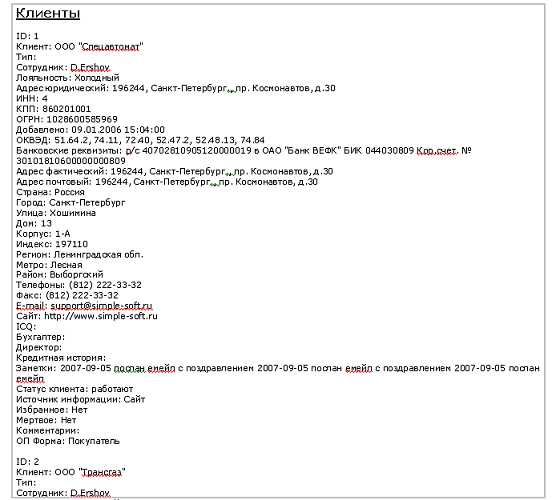 Клиенты
ID: 1
Клиент: ООО "Спецавтонат"
Тип:
Сотрудник: D.Ershov
Лояльность: Холодный
Адрес юридический: 196244, Санкт-Петербург,,, пр. Космонавтов, д.30
ИНН: 4
КПП: 860201001
ОГРН: 1028600585969
Добавлено: 09.01.2006 15:04:00
ОКВЭД: 51.64.2, 74.11, 72.40, 52.47.2, 52.48.13, 74.84
Банковские реквизиты: р/с 40702810905120000019 в ОАО "Банк ВЕФК" БИК 044030809 Кор.счет. №
30101810600000000809
Адрес фактический: 196244, Санкт-Петербург,,, пр. Космонавтов, д.30
Адрес почтовый: 196244, Санкт-Петербург,,, пр. Космонавтов, д.30
Страна: Россия
Город: Санкт-Петербург
Улица: Хошимина
Дом: 13
Корпус: 1-А
Индекс: 197110
Регион: Ленинградская обл.
Метро: Лесная
Район: Выборгский
Телефоны: (812) 222-33-32
Факс: (812) 222-33-32
E-mail: support@simple-soft.ru
Сайт: http://www.simple-soft.ru
ICQ:
Бухгалтер:
Директор:
Кредитная история:
Заметки: 2007-09-05 послан емейл с поздравлением 2007-09-05 послан емейл с поздравлением 2007-09-05 послан
емейл
Статус клиента: работают
Источник информации: Сайт
Избранное: Нет
Мертвое: Нет
Комментарии:
ОП Форма: Покупатель
ID: 2
Клиент: ООО "Трансгаз"
Тип:
Сотрудник: D.Ershov